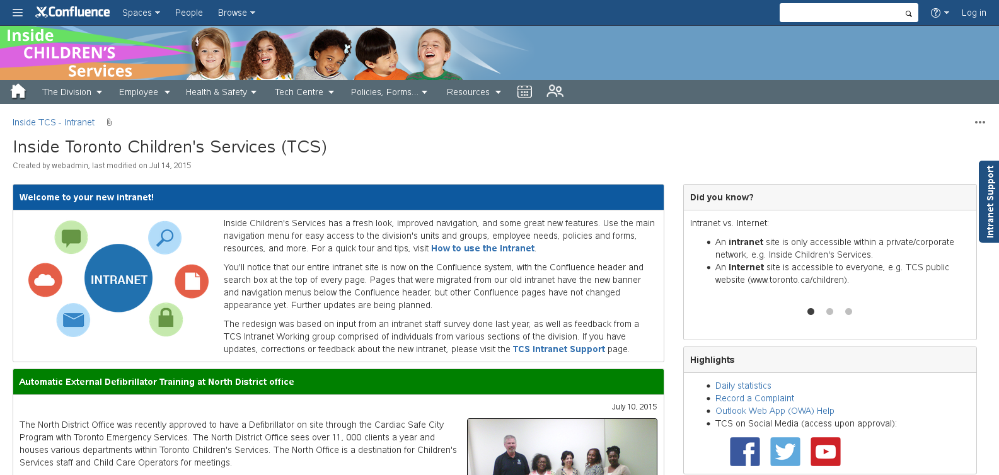 Confluence Spaces People Browse Log in
Inside
CHILDREN'S
Services
The Division Employee Health & Safety Tech Centre Policies, Forms... Resources
Inside TCS - Intranet
Inside Toronto Children's Services (TCS)
Created by webadmin, last modified on Jul 14, 2015
Intranet Support
Welcome to your new intranet!
INTRANET
Inside Children's Services has a fresh look, improved navigation, and some great new features. Use the main
navigation menu for easy access to the division's units and groups, employee needs, policies and forms,
resources, and more. For a quick tour and tips, visit How to use the Intranet.
You'll notice that our entire intranet site is now on the Confluence system, with the Confluence header and
search box at the top of every page. Pages that were migrated from our old intranet have the new banner
and navigation menus below the Confluence header, but other Confluence pages have not changed
appearance yet. Further updates are being planned.
The redesign was based on input from an intranet staff survey done last year, as well as feedback from a
TCS Intranet Working group comprised of individuals from various sections of the division. If you have
updates, corrections or feedback about the new intranet, please visit the TCS Intranet Support page.
Automatic External Defibrillator Training at North District office
July 10, 2015
The North District Office was recently approved to have a Defibrillator on site through the Cardiac Safe City
Program with Toronto Emergency Services. The North District Office sees over 11, 000 clients a year and
houses various departments within Toronto Children's Services. The North Office is a destination for Children's
Services staff and Child Care Operators for meetings.
Did you know?
Intranet vs. Internet:
• An intranet site is only accessible within a private/corporate
network, e.g. Inside Children's Services.
• An Internet site is accessible to everyone, e.g. TCS public
website (www.toronto.ca/children).
Highlights
• Daily statistics
• Record a Complaint
• Outlook Web App (OWA) Help
• TCS on Social Media (access upon approval):